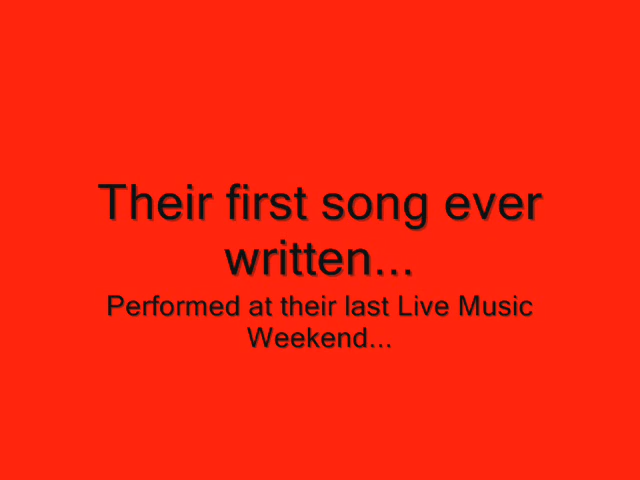 Their first song ever
written...
Performed at their last Live Music
Weekend...